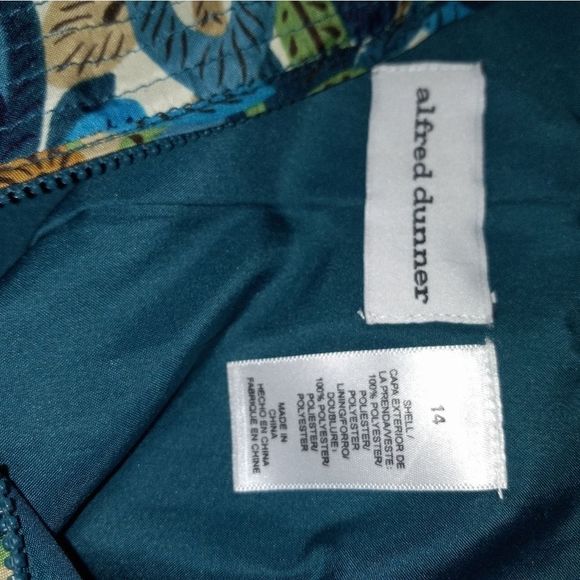 alfred dunner
14
SHELL/
CAPA EXTERIOR DE
LA PRENDA/VESTE:
100% POLYESTER/
POLIESTER/
POLYESTER
LINING/FORRO/
DOUBLURE:
100% POLYESTER/
POLIESTER/
POLYESTER
MADE IN
CHINA
HECHO EN CHINA
FABRIQUE EN CHINE